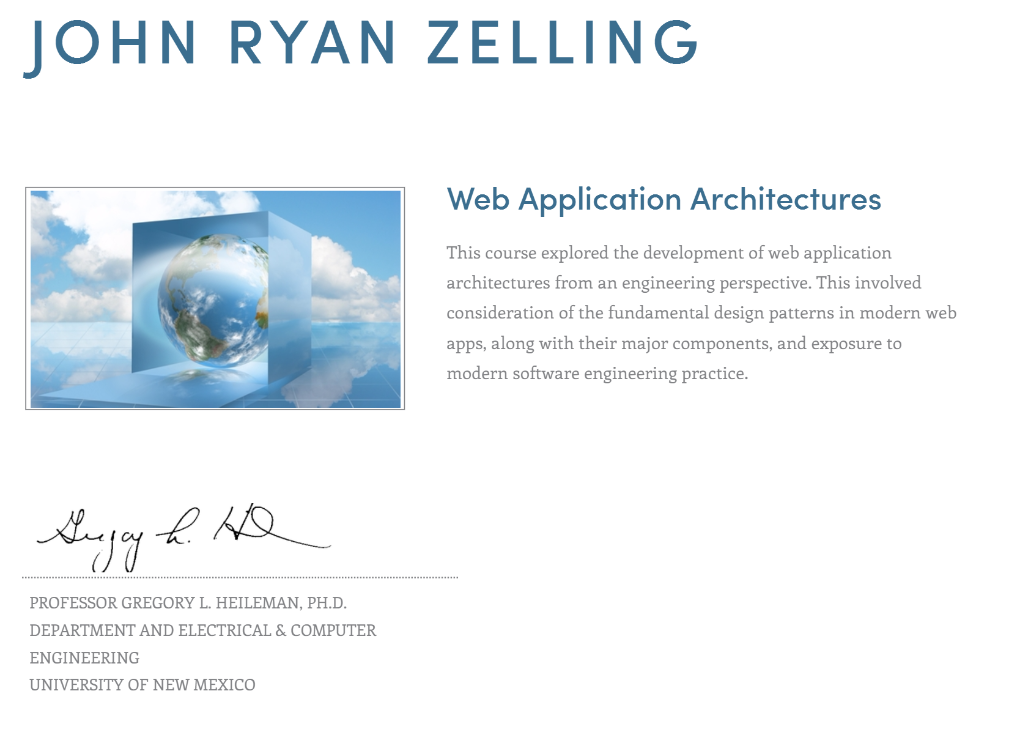 JOHN RYAN ZELLING
Web Application Architectures
This course explored the development of web application
architectures from an engineering perspective. This involved
consideration of the fundamental design patterns in modern web
apps, along with their major components, and exposure to
modern software engineering practice.
Gregory L. Heileman
PROFESSOR GREGORY L. HEILEMAN, PH.D.
DEPARTMENT AND ELECTRICAL & COMPUTER
ENGINEERING
UNIVERSITY OF NEW MEXICO